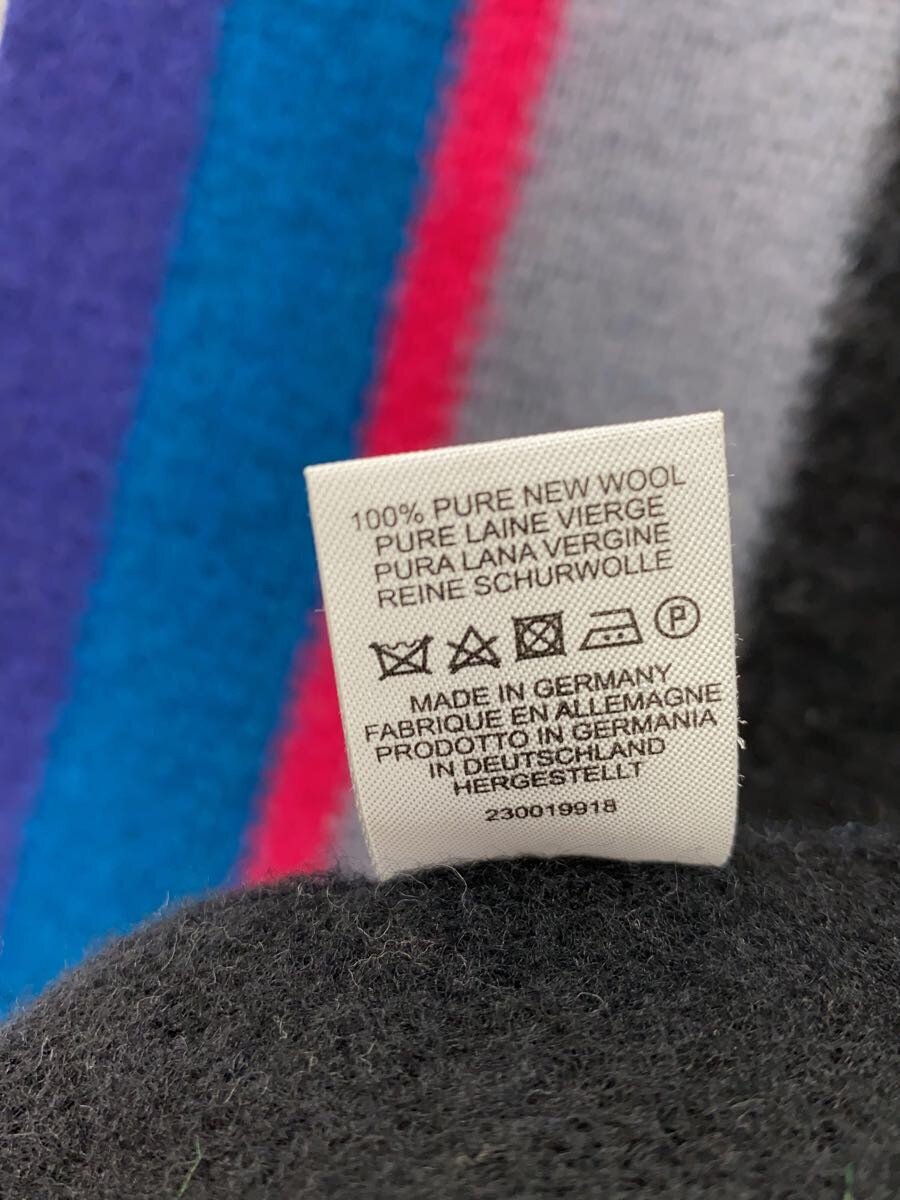 100% PURE NEW WOOL
PURE LAINE VIERGE
PURA LANA VERGINE
REINE SCHURWOLLE
P
MADE IN GERMANY
FABRIQUE EN ALLEMAGNE
PRODOTTO IN GERMANIA
IN DEUTSCHLAND
HERGESTELLT
230019918